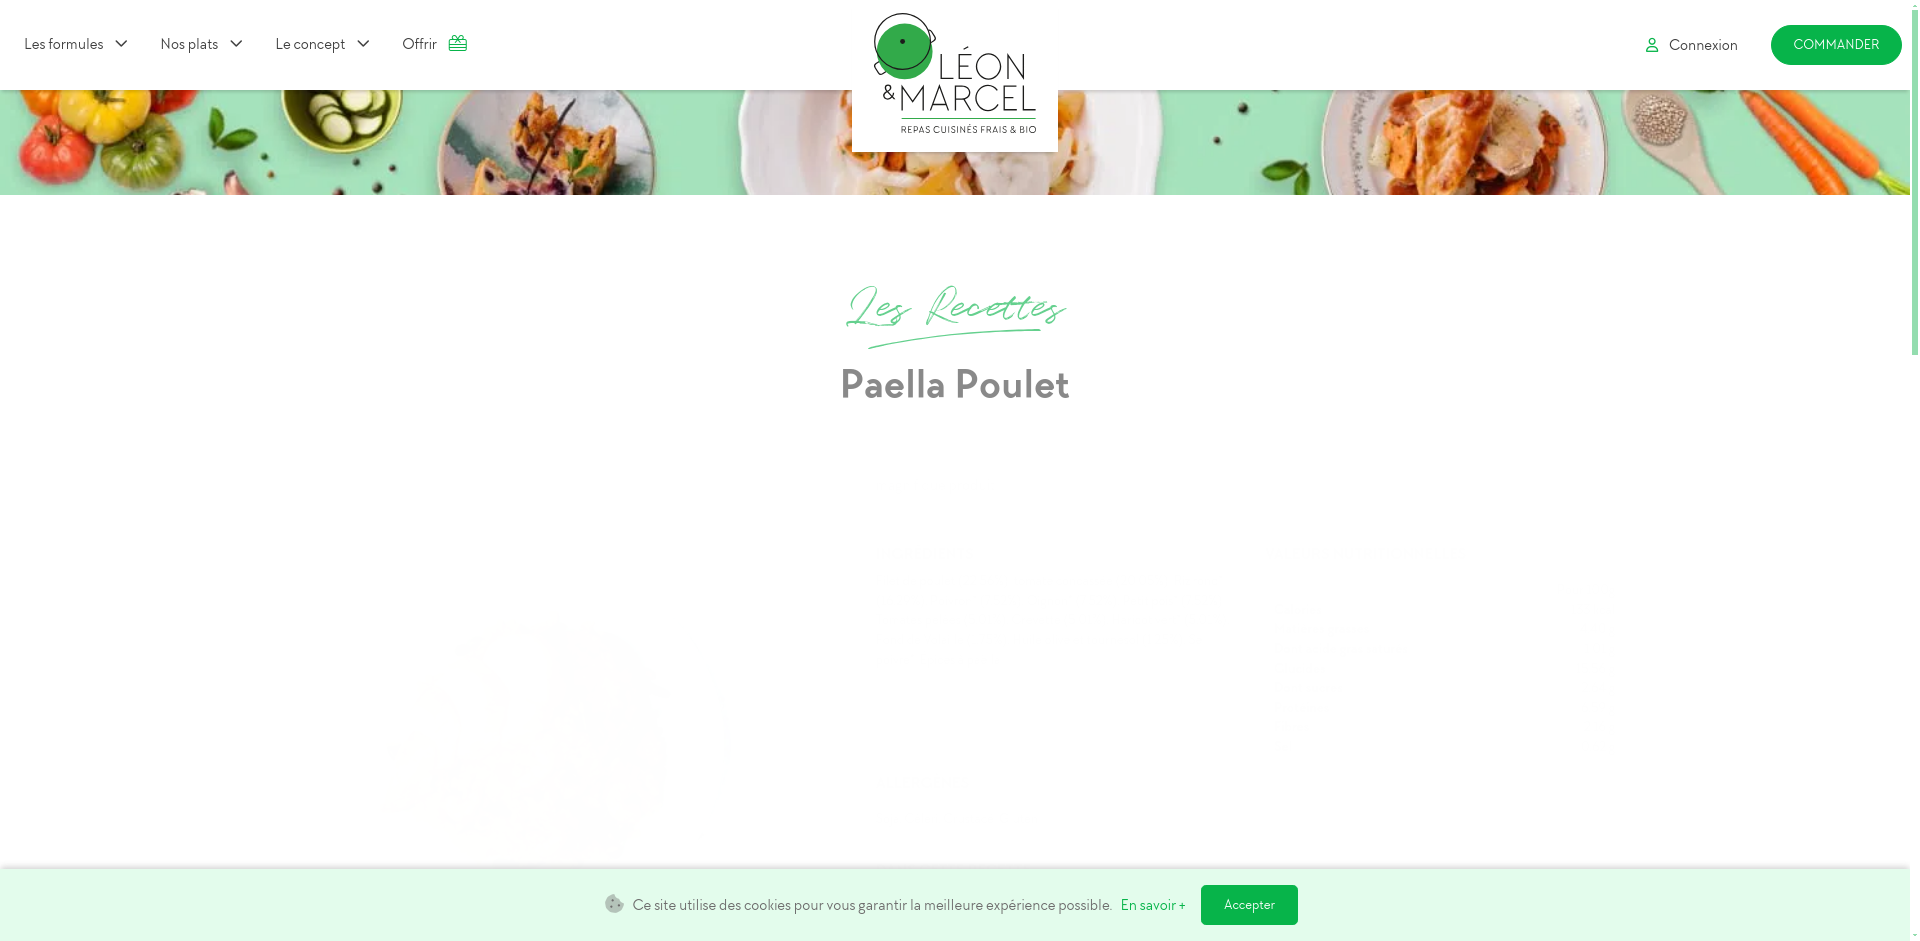 Les formules
Nos plats
Le concept
Offrir
LÉON
&MARCEL
REPAS CUISINÉS FRAIS & BIO
Connexion
COMMANDER
Les Recettes
Paella Poulet
Ce site utilise des cookies pour vous garantir la meilleure expérience possible. En savoir + Accepter